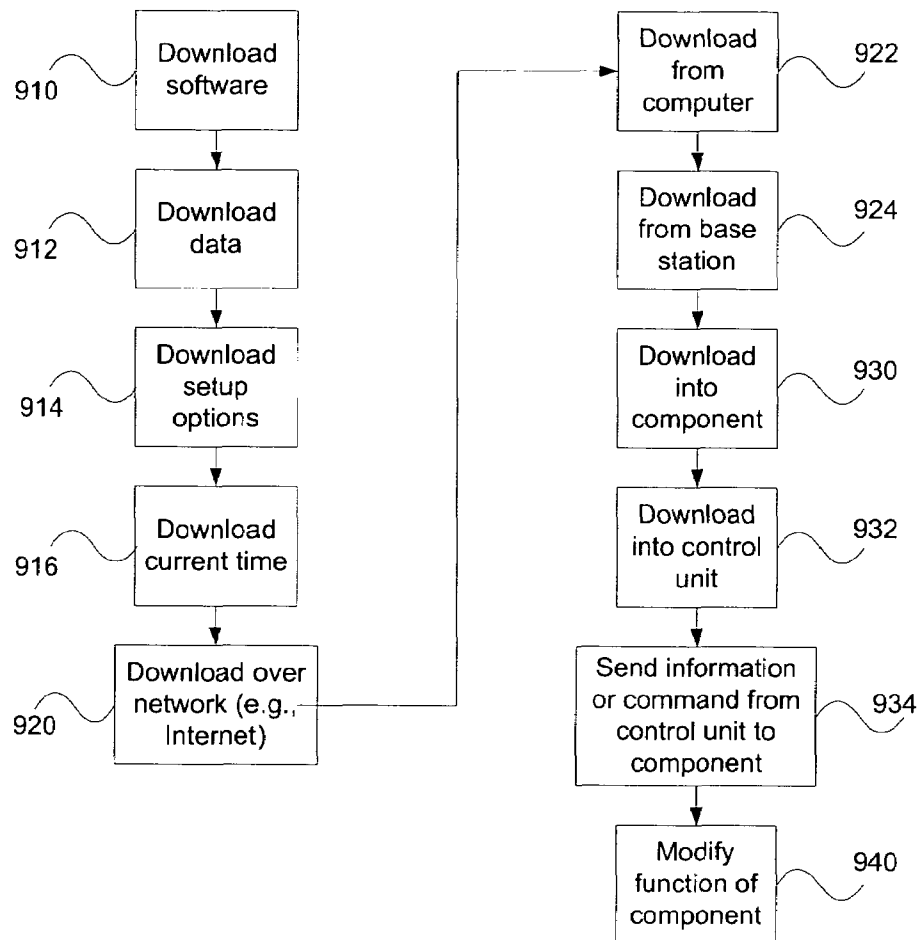 910
Download
software
912
Download
data
914
Download
setup
options
916
Download
current time
920
Download over
network (e.g.,
Internet)
Download
from
computer
922
Download
from base
station
924
Download
into
component
930
Download
into control
unit
932
Send information
or command from
control unit to
component
934
Modify
function of
component
940